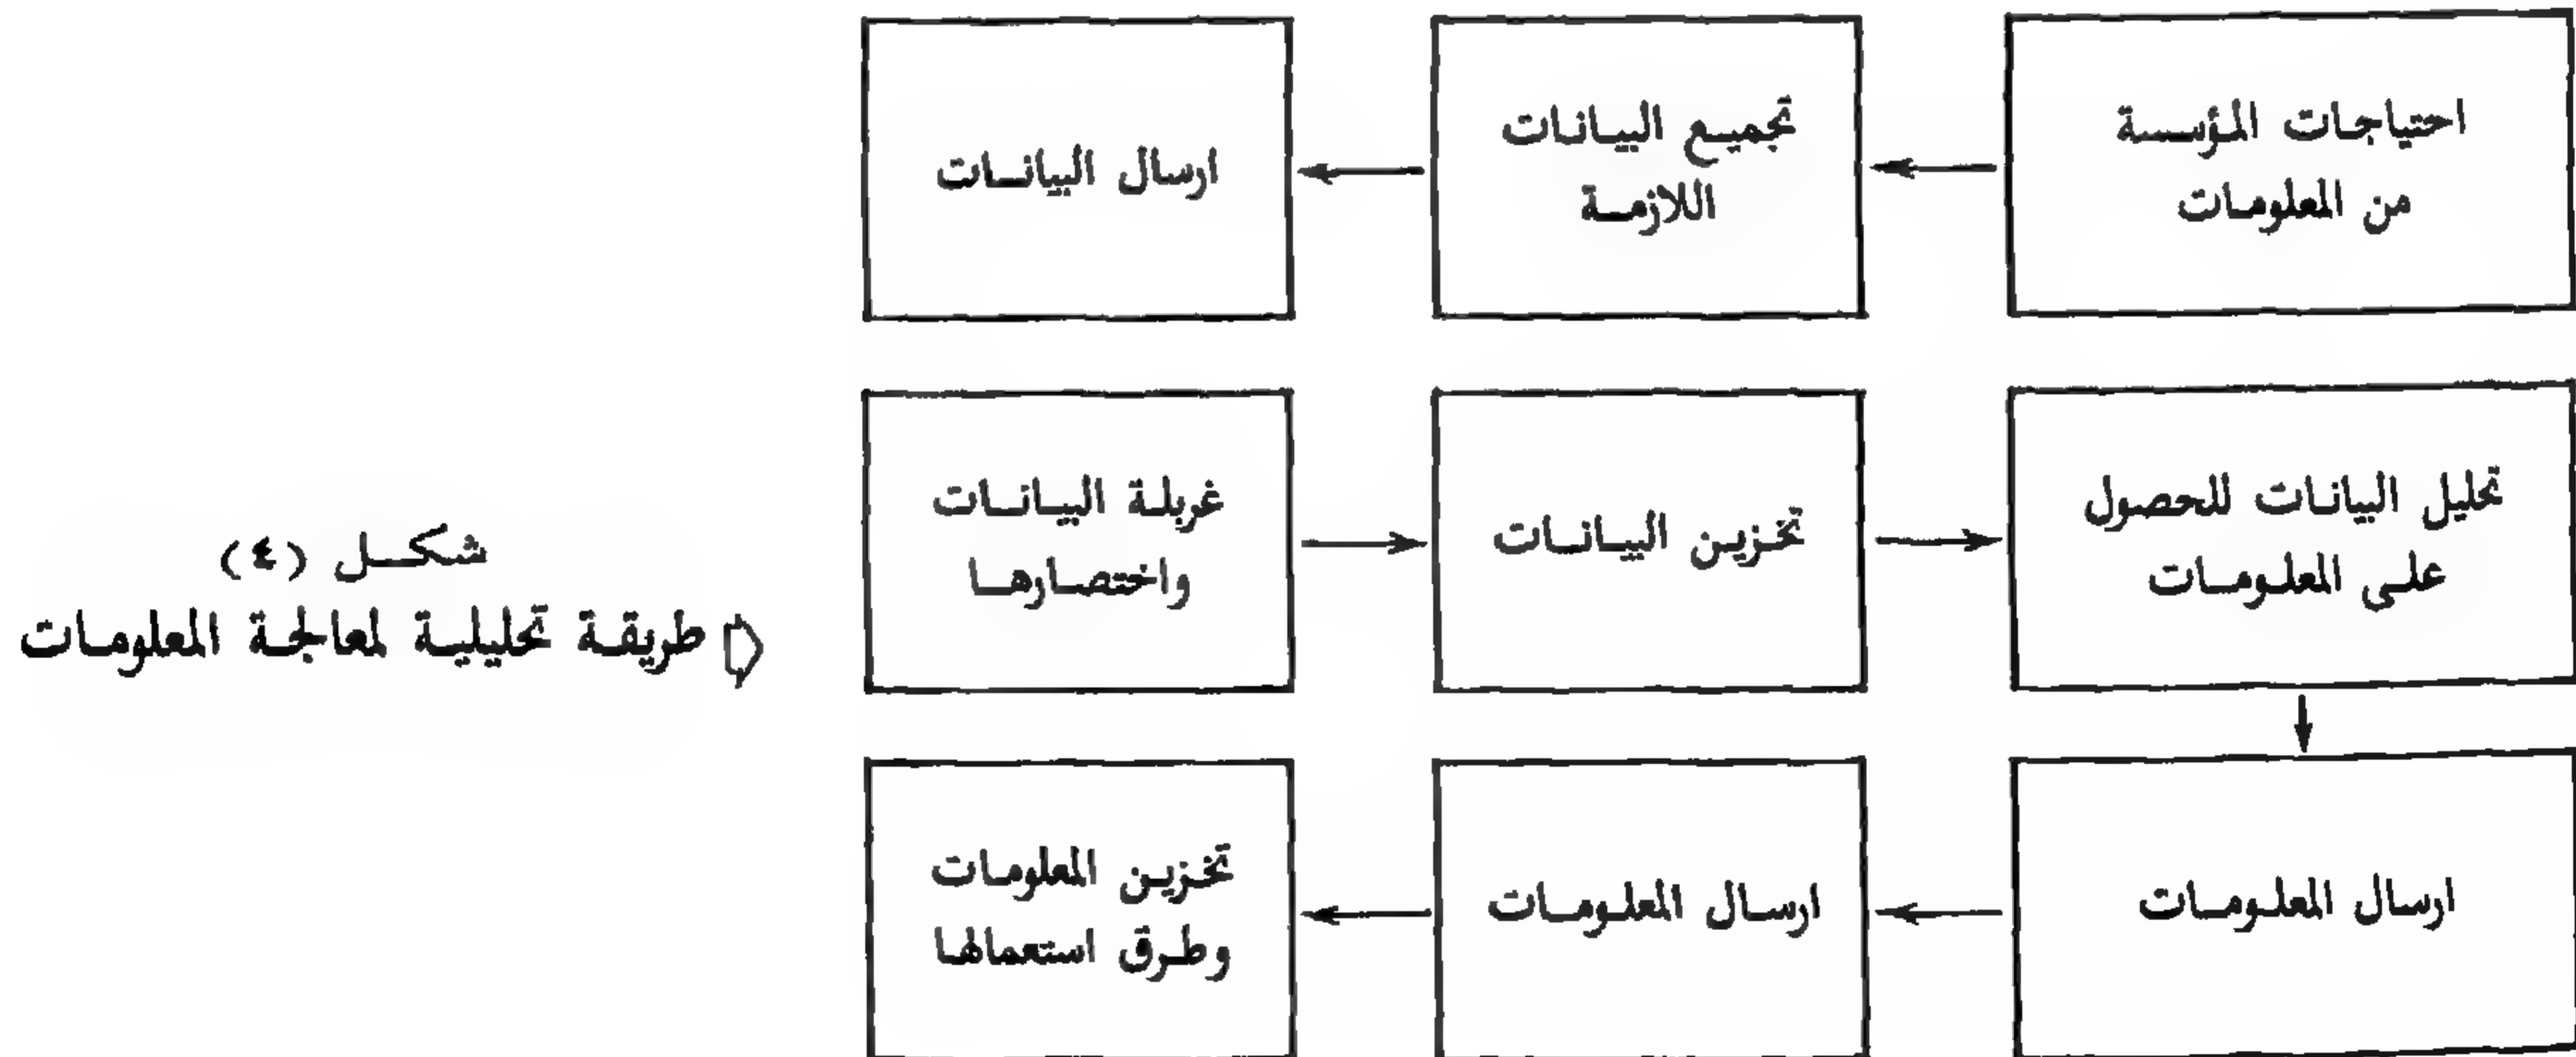 احتياجات المؤسسة
من المعلومات
تجميع البيانات
اللازمة
ارسال البيانات
غربلة البيانات
واختصارها
تخزين البيانات
تحليل البيانات للحصول
على المعلومات
ارسال المعلومات
ارسال المعلومات
تخزين المعلومات
وطرق استعمالها
شكل (٤)
طريقة تحليلية لمعالجة المعلومات